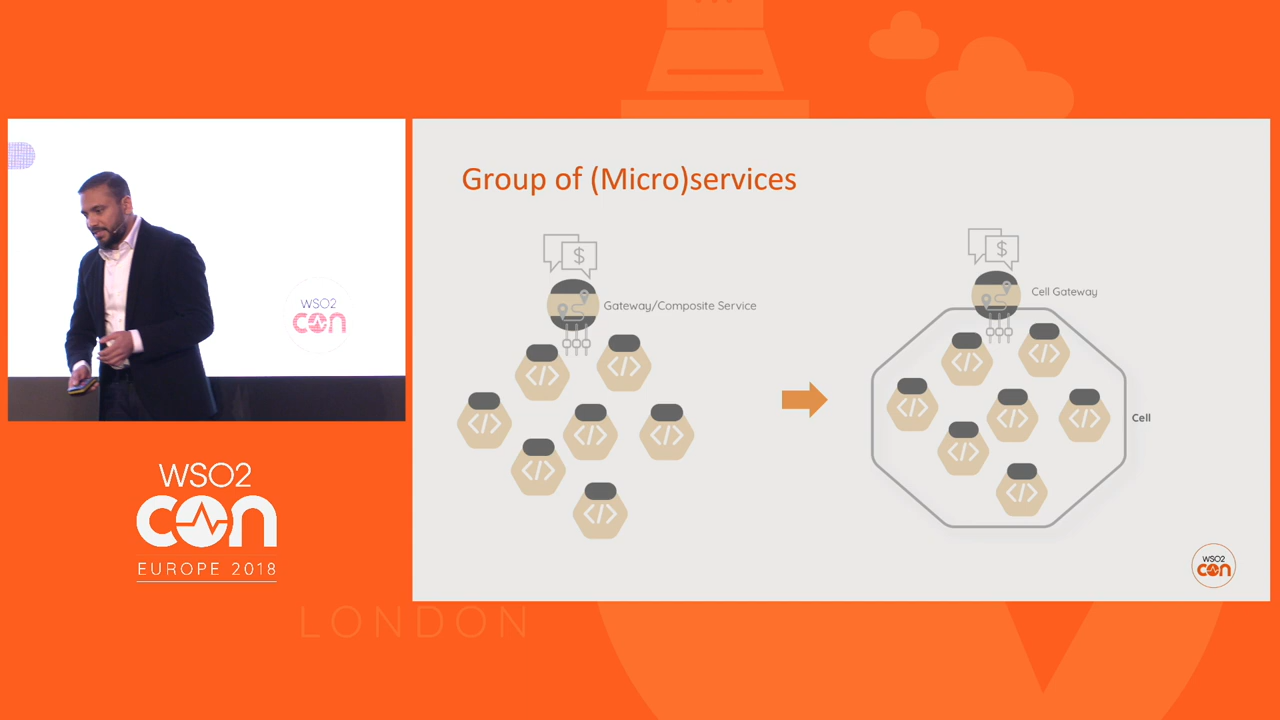 Group of (Micro)services
$
Gateway/Composite Service
</>
</>
</>
</>
</>
</>
</>
$
Cell Gateway
</>
</>
</>
</>
</>
</>
</>
Cell
WSO2
con
WSO2
con
WSO2
con
EUROPE 2018
LONDON